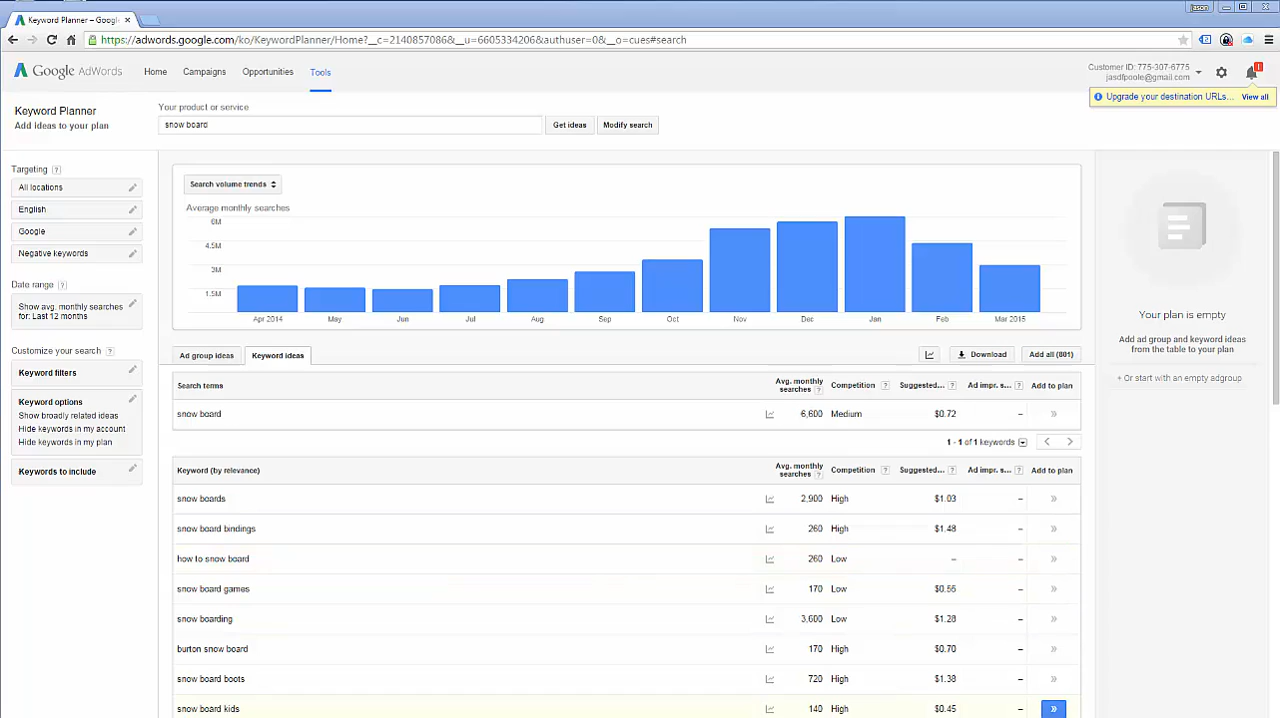 jason
Keyword Planner – Googl
https://adwords.google.com/ko/KeywordPlanner/Home?__c=2140857086&__u=6605334206&authuser=0&__o=cues#search
Google AdWords
Home Campaigns Opportunities Tools
Customer ID: 775-307-6775
jasdfpoole@gmail.com
Upgrade your destination URLs... View all
Keyword Planner
Add ideas to your plan
Your product or service
snow board
Get ideas
Modify search
Targeting ?
All locations
English
Google
Negative keywords
Date range ?
Show avg. monthly searches
for: Last 12 months
Customize your search ?
Keyword filters
Keyword options
Show broadly related ideas
Hide keywords in my account
Hide keywords in my plan
Keywords to include
Search volume trends
Average monthly searches
6M
4.5M
3M
1.5M
Apr 2014 May Jun Jul Aug Sep Oct Nov Dec Jan Feb Mar 2015
Ad group ideas
Keyword ideas
Download
Add all (801)
Search terms Avg. monthly searches ? Competition ? Suggested... ? Ad impr. s... ? Add to plan
snow board 6,600 Medium $0.72 – »
1 - 1 of 1 keywords
Keyword (by relevance) Avg. monthly searches ? Competition ? Suggested... ? Ad impr. s... ? Add to plan
snow boards 2,900 High $1.03 – »
snow board bindings 260 High $1.48 – »
how to snow board 260 Low – – »
snow board games 170 Low $0.55 – »
snow boarding 3,600 Low $1.28 – »
burton snow board 170 High $0.70 – »
snow board boots 720 High $1.38 – »
snow board kids 140 High $0.45 – »
Your plan is empty
Add ad group and keyword ideas
from the table to your plan
+ Or start with an empty adgroup